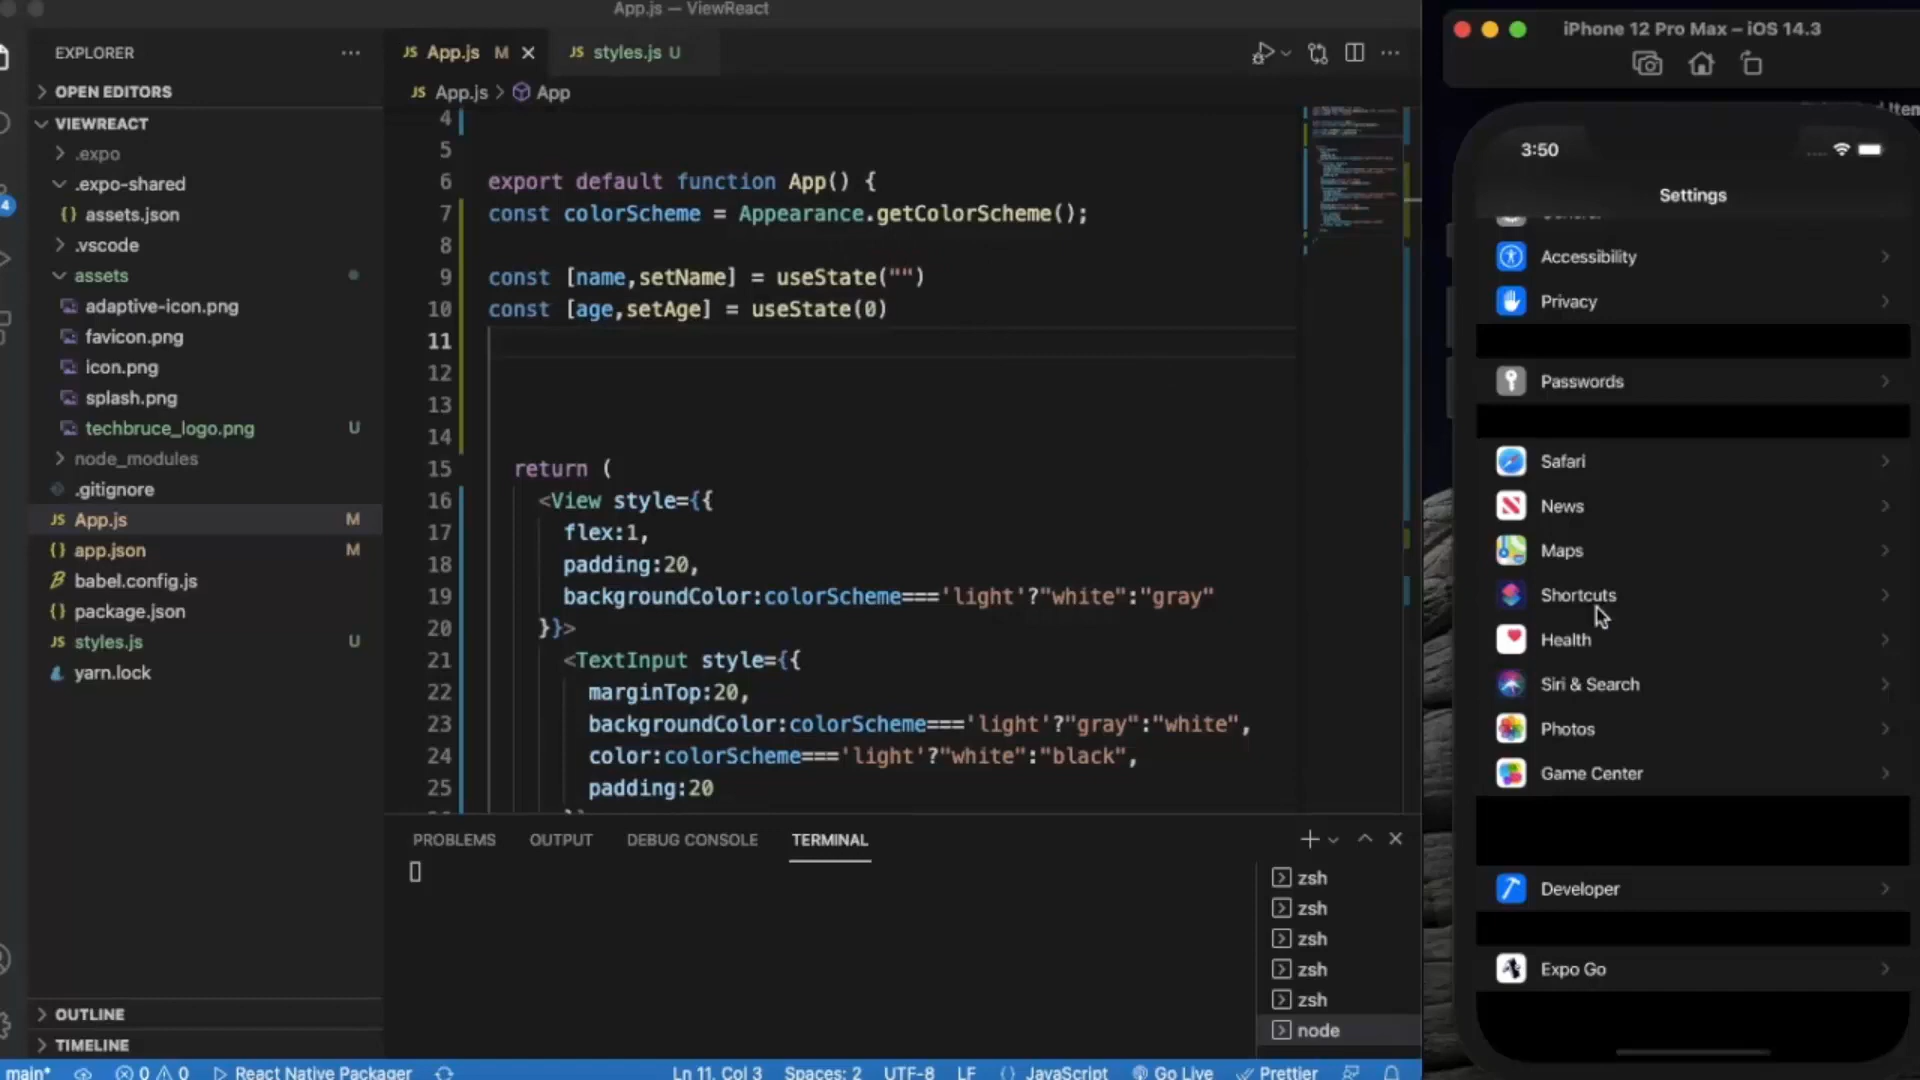 App.js — ViewReact
EXPLORER
OPEN EDITORS
VIEWREACT
.expo
.expo-shared
{} assets.json
.vscode
assets
adaptive-icon.png
favicon.png
icon.png
splash.png
techbruce_logo.png U
node_modules
.gitignore
JS App.js M
{} app.json M
babel.config.js
{} package.json
JS styles.js U
yarn.lock
OUTLINE
TIMELINE
4
JS App.js M
JS styles.js U
JS App.js > App
4
5
6 export default function App() {
7 const colorScheme = Appearance.getColorScheme();
8
9 const [name,setName] = useState("")
10 const [age,setAge] = useState(0)
11
12
13
14
15 return (
16 <View style={{
17 flex:1,
18 padding:20,
19 backgroundColor:colorScheme==='light'?"white":"gray"
20 }}>
21 <TextInput style={{
22 marginTop:20,
23 backgroundColor:colorScheme==='light'?"gray":"white",
24 color:colorScheme==='light'?"white":"black",
25 padding:20
PROBLEMS OUTPUT DEBUG CONSOLE TERMINAL
zsh
zsh
zsh
zsh
zsh
node
main* 0 0 React Native Packager Ln 11, Col 3 Spaces: 2 UTF-8 LF {} JavaScript Go Live Prettier
iPhone 12 Pro Max – iOS 14.3
3:50
Settings
General
Accessibility
Privacy
Passwords
Safari
News
Maps
Shortcuts
Health
Siri & Search
Photos
Game Center
Developer
Expo Go